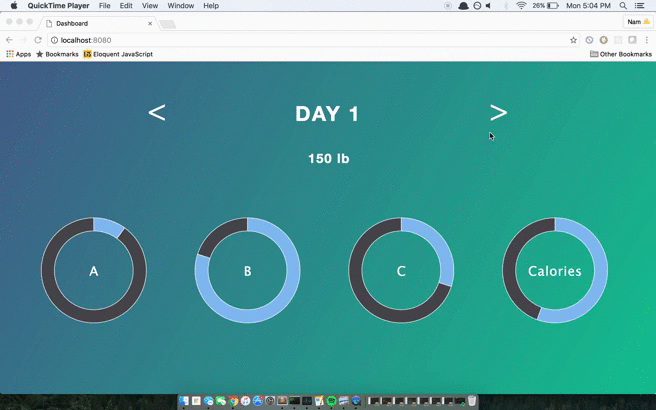 QuickTime Player File Edit View Window Help 26% Mon 5:04 PM
Dashboard
Nam
localhost:8080
Apps Bookmarks Eloquent JavaScript Other Bookmarks
< DAY 1 >
150 lb
A B C Calories